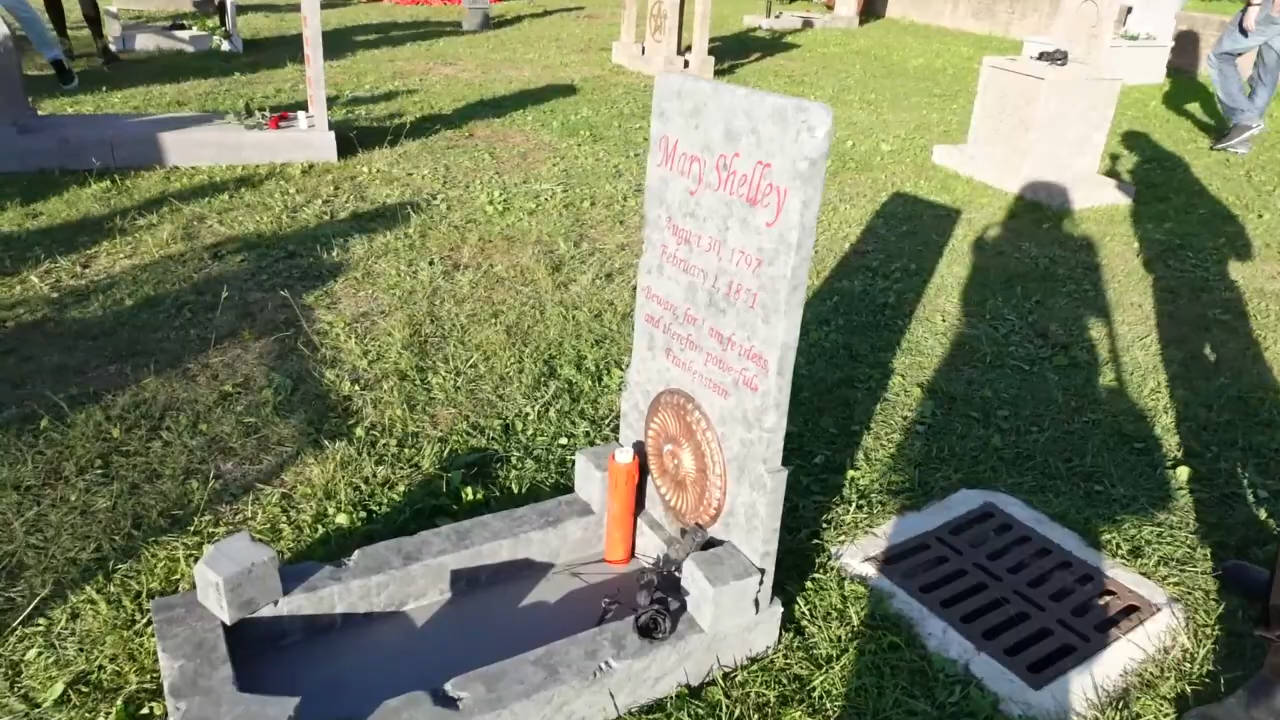 Mary Shelley
August 30, 1797
February 1, 1851
"Beware, for I am fearless,
and therefore powerful."
Frankenstein